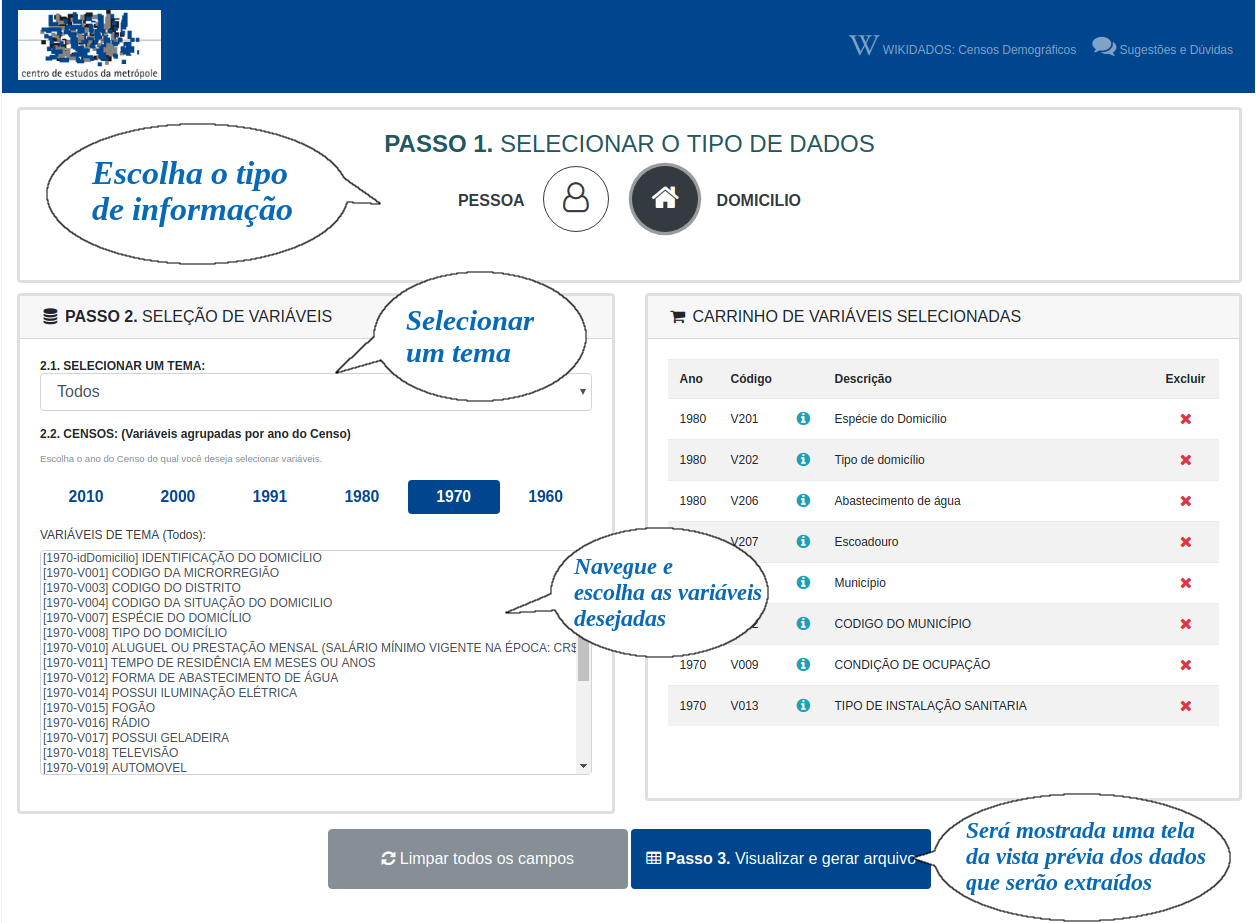 centro de estudos da metrópole
WIKIDADOS: Censos Demográficos
Sugestões e Dúvidas
PASSO 1. SELECIONAR O TIPO DE DADOS
Escolha o tipo
de informação
PESSOA
DOMICILIO
PASSO 2. SELEÇÃO DE VARIÁVEIS
Selecionar
um tema
2.1. SELECIONAR UM TEMA:
Todos
2.2. CENSOS: (Variáveis agrupadas por ano do Censo)
Escolha o ano do Censo do qual você deseja selecionar variáveis.
2010 2000 1991 1980 1970 1960
VARIÁVEIS DE TEMA (Todos):
[1970-idDomicilio] IDENTIFICAÇÃO DO DOMICÍLIO
[1970-V001] CODIGO DA MICRORREGIÃO
[1970-V003] CODIGO DO DISTRITO
[1970-V004] CODIGO DA SITUAÇÃO DO DOMICILIO
[1970-V007] ESPÉCIE DO DOMICÍLIO
[1970-V008] TIPO DO DOMICÍLIO
[1970-V010] ALUGUEL OU PRESTAÇÃO MENSAL (SALÁRIO MÍNIMO VIGENTE NA ÉPOCA: CR$
[1970-V011] TEMPO DE RESIDÊNCIA EM MESES OU ANOS
[1970-V012] FORMA DE ABASTECIMENTO DE ÁGUA
[1970-V014] POSSUI ILUMINAÇÃO ELÉTRICA
[1970-V015] FOGÃO
[1970-V016] RÁDIO
[1970-V017] POSSUI GELADEIRA
[1970-V018] TELEVISÃO
[1970-V019] AUTOMOVEL
Navegue e
escolha as variáveis
desejadas
CARRINHO DE VARIÁVEIS SELECIONADAS
Ano Código Descrição Excluir
1980 V201 Espécie do Domicílio
1980 V202 Tipo de domicílio
1980 V206 Abastecimento de água
V207 Escoadouro
Município
CODIGO DO MUNICÍPIO
1970 V009 CONDIÇÃO DE OCUPAÇÃO
1970 V013 TIPO DE INSTALAÇÃO SANITARIA
Limpar todos os campos
Passo 3. Visualizar e gerar arquivo
Será mostrada uma tela
da vista prévia dos dados
que serão extraídos